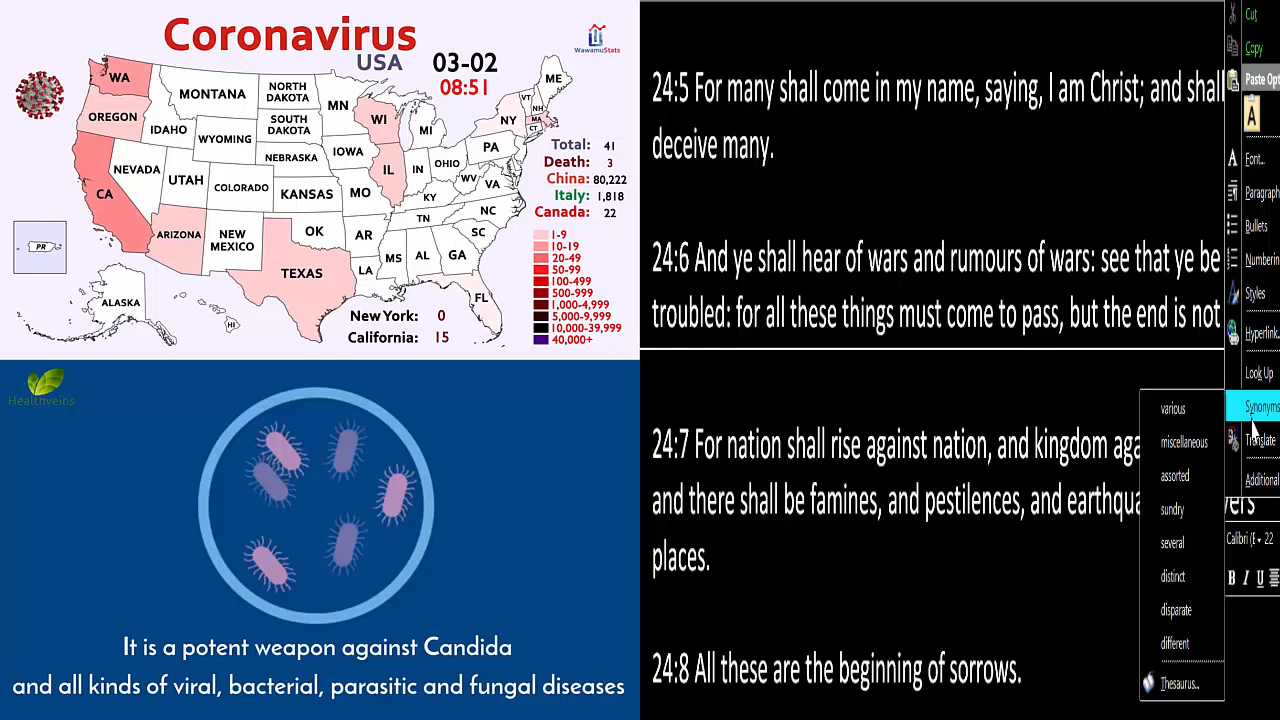 Coronavirus
USA
03-02
08:51
WawamuStats
WA
OREGON
CA
NEVADA
IDAHO
MONTANA
WYOMING
UTAH
COLORADO
ARIZONA
NEW MEXICO
NORTH DAKOTA
SOUTH DAKOTA
NEBRASKA
KANSAS
OK
TEXAS
MN
IOWA
MO
AR
LA
WI
IL
MI
IN
OHIO
KY
TN
MS
AL
GA
FL
SC
NC
VA
WV
PA
NY
VT
NH
MA
CT
ME
PR
ALASKA
HI
Total: 41
Death: 3
China: 80,222
Italy: 1,818
Canada: 22
1-9
10-19
20-49
50-99
100-499
500-999
1,000-4,999
5,000-9,999
10,000-39,999
40,000+
New York: 0
California: 15
24:5 For many shall come in my name, saying, I am Christ; and shall
deceive many.
24:6 And ye shall hear of wars and rumours of wars: see that ye be
troubled: for all these things must come to pass, but the end is not
24:7 For nation shall rise against nation, and kingdom aga
and there shall be famines, and pestilences, and earthqua
places.
24:8 All these are the beginning of sorrows.
Cut
Copy
Paste Opt
A
Font...
Paragraph
Bullets
Numberin
Styles
Hyperlink..
Look Up
Synonyms
Translate
Additional
vers
Calibri (E 22
B I U
various
miscellaneous
assorted
sundry
several
distinct
disparate
different
Thesaurus...
Healthveins
It is a potent weapon against Candida
and all kinds of viral, bacterial, parasitic and fungal diseases